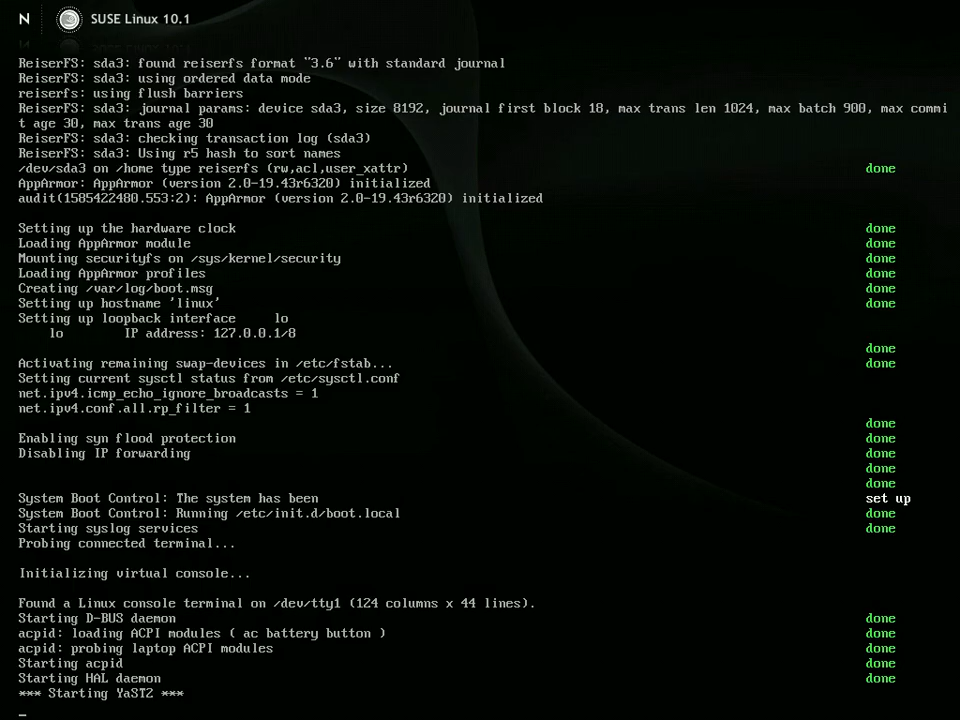 N SUSE Linux 10.1
ReiserFS: sda3: found reiserfs format "3.6" with standard journal
ReiserFS: sda3: using ordered data mode
reiserfs: using flush barriers
ReiserFS: sda3: journal params: device sda3, size 8192, journal first block 18, max trans len 1024, max batch 900, max commi
t age 30, max trans age 30
ReiserFS: sda3: checking transaction log (sda3)
ReiserFS: sda3: Using r5 hash to sort names
/dev/sda3 on /home type reiserfs (rw,acl,user_xattr) done
AppArmor: AppArmor (version 2.0-19.43r6320) initialized
audit(1585422480.553:2): AppArmor (version 2.0-19.43r6320) initialized
Setting up the hardware clock done
Loading AppArmor module done
Mounting securityfs on /sys/kernel/security done
Loading AppArmor profiles done
Creating /var/log/boot.msg done
Setting up hostname 'linux' done
Setting up loopback interface lo
lo IP address: 127.0.0.1/8
done
Activating remaining swap-devices in /etc/fstab... done
Setting current sysctl status from /etc/sysctl.conf
net.ipv4.icmp_echo_ignore_broadcasts = 1
net.ipv4.conf.all.rp_filter = 1
done
Enabling syn flood protection done
Disabling IP forwarding done
done
done
System Boot Control: The system has been set up
System Boot Control: Running /etc/init.d/boot.local done
Starting syslog services done
Probing connected terminal...
Initializing virtual console...
Found a Linux console terminal on /dev/tty1 (124 columns x 44 lines).
Starting D-BUS daemon done
acpid: loading ACPI modules ( ac battery button ) done
acpid: probing laptop ACPI modules done
Starting acpid done
Starting HAL daemon done
*** Starting YaST2 ***
_